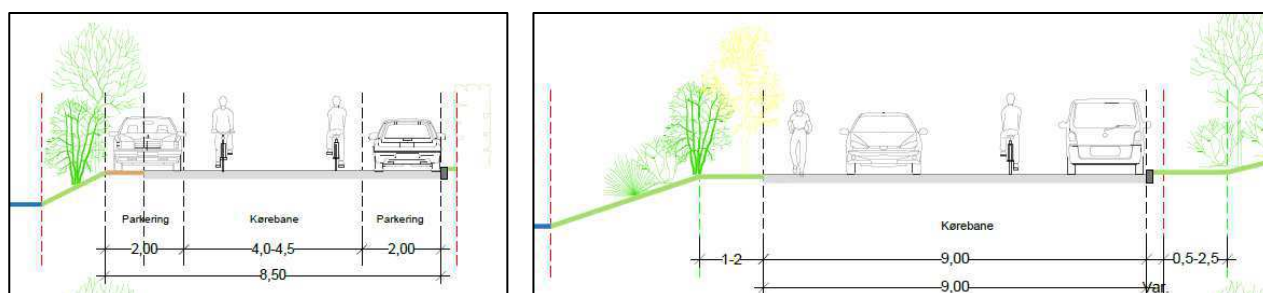 Parkering Kørebane Parkering
2,00 4,0-4,5 2,00
8,50
Kørebane
1-2 9,00 0,5-2,5
9,00 Var.